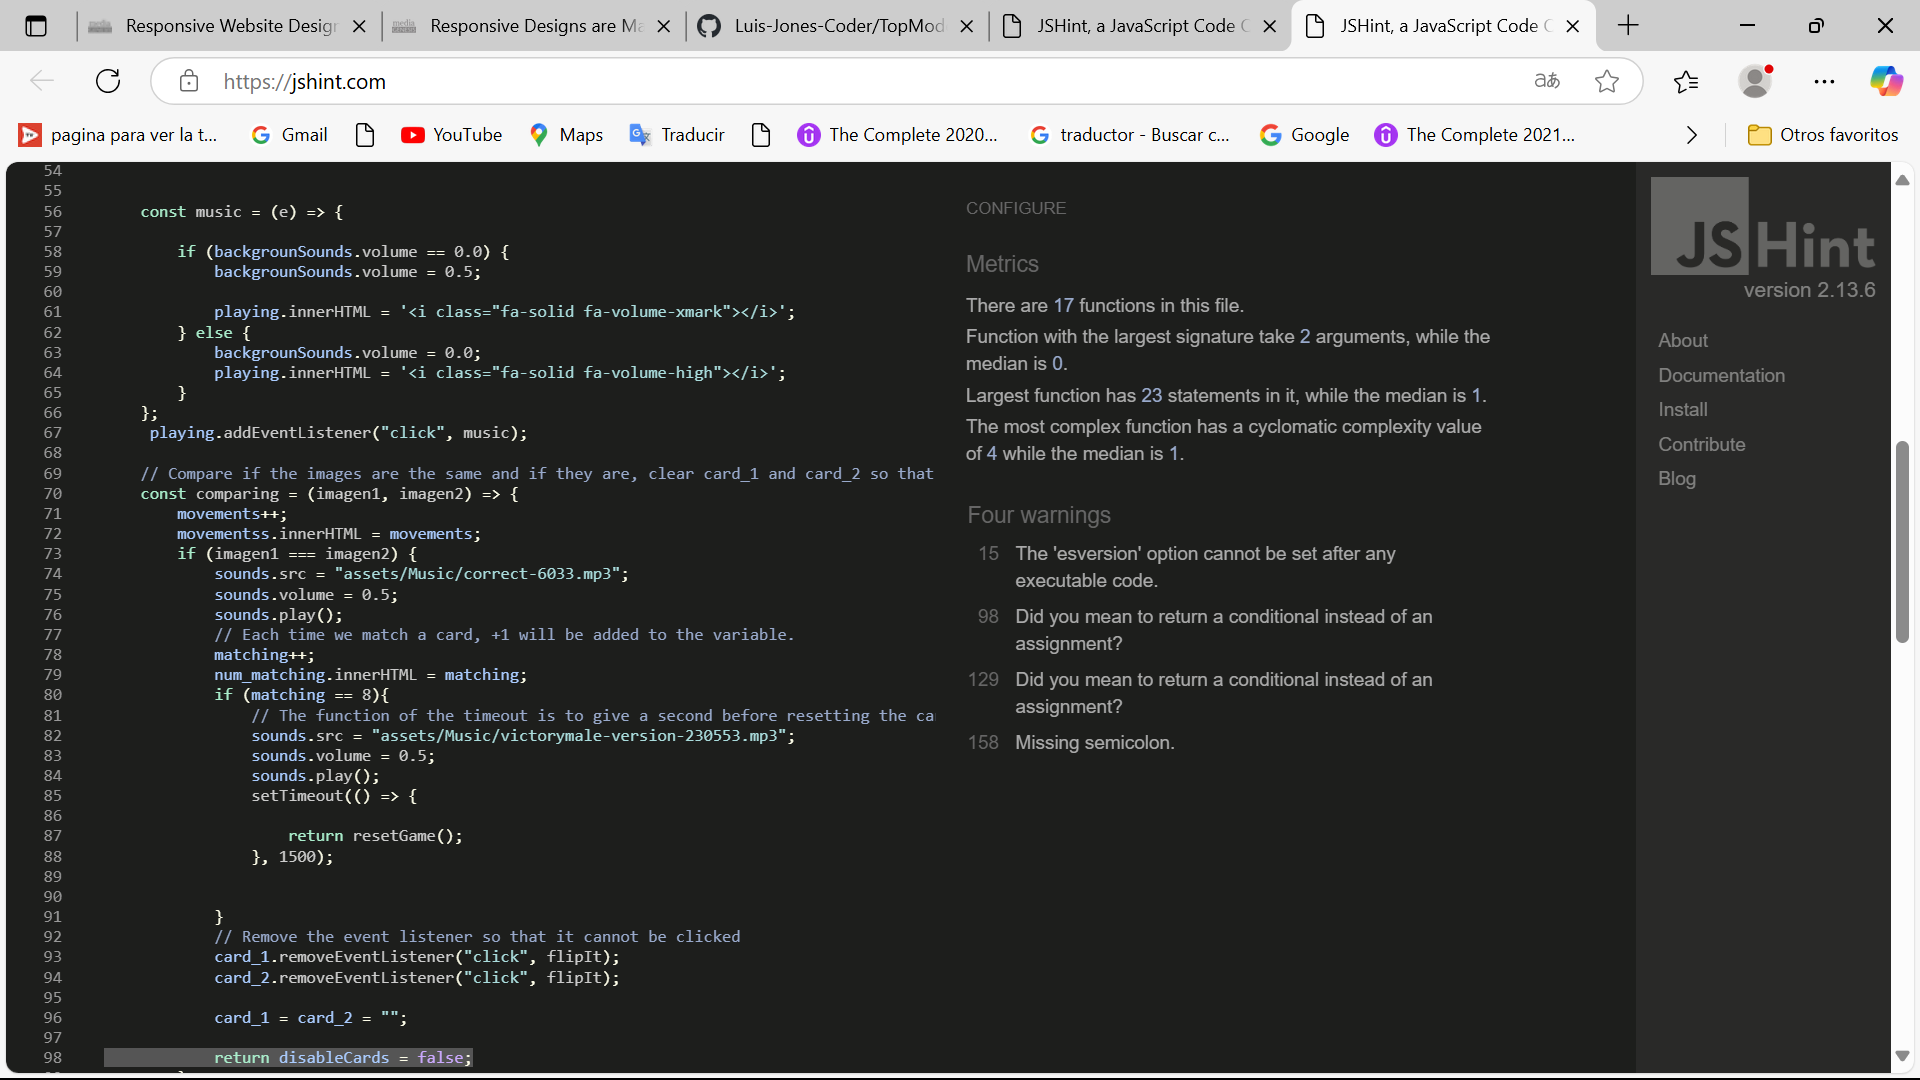 Responsive Website Design
Responsive Designs are Ma
Luis-Jones-Coder/TopMod
JSHint, a JavaScript Code C
JSHint, a JavaScript Code C
https://jshint.com
pagina para ver la t...
Gmail
YouTube
Maps
Traducir
The Complete 2020...
traductor - Buscar c...
Google
The Complete 2021...
Otros favoritos
54
55
56 const music = (e) => {
57
58 if (backgrounSounds.volume == 0.0) {
59 backgrounSounds.volume = 0.5;
60
61 playing.innerHTML = '<i class="fa-solid fa-volume-xmark"></i>';
62 } else {
63 backgrounSounds.volume = 0.0;
64 playing.innerHTML = '<i class="fa-solid fa-volume-high"></i>';
65 }
66 };
67 playing.addEventListener("click", music);
68
69 // Compare if the images are the same and if they are, clear card_1 and card_2 so that
70 const comparing = (imagen1, imagen2) => {
71 movements++;
72 movementss.innerHTML = movements;
73 if (imagen1 === imagen2) {
74 sounds.src = "assets/Music/correct-6033.mp3";
75 sounds.volume = 0.5;
76 sounds.play();
77 // Each time we match a card, +1 will be added to the variable.
78 matching++;
79 num_matching.innerHTML = matching;
80 if (matching == 8){
81 // The function of the timeout is to give a second before resetting the ca
82 sounds.src = "assets/Music/victorymale-version-230553.mp3";
83 sounds.volume = 0.5;
84 sounds.play();
85 setTimeout(() => {
86
87 return resetGame();
88 }, 1500);
89
90
91 }
92 // Remove the event listener so that it cannot be clicked
93 card_1.removeEventListener("click", flipIt);
94 card_2.removeEventListener("click", flipIt);
95
96 card_1 = card_2 = "";
97
98 return disableCards = false;
CONFIGURE
Metrics
There are 17 functions in this file.
Function with the largest signature take 2 arguments, while the
median is 0.
Largest function has 23 statements in it, while the median is 1.
The most complex function has a cyclomatic complexity value
of 4 while the median is 1.
Four warnings
15 The 'esversion' option cannot be set after any
executable code.
98 Did you mean to return a conditional instead of an
assignment?
129 Did you mean to return a conditional instead of an
assignment?
158 Missing semicolon.
JSHint
version 2.13.6
About
Documentation
Install
Contribute
Blog